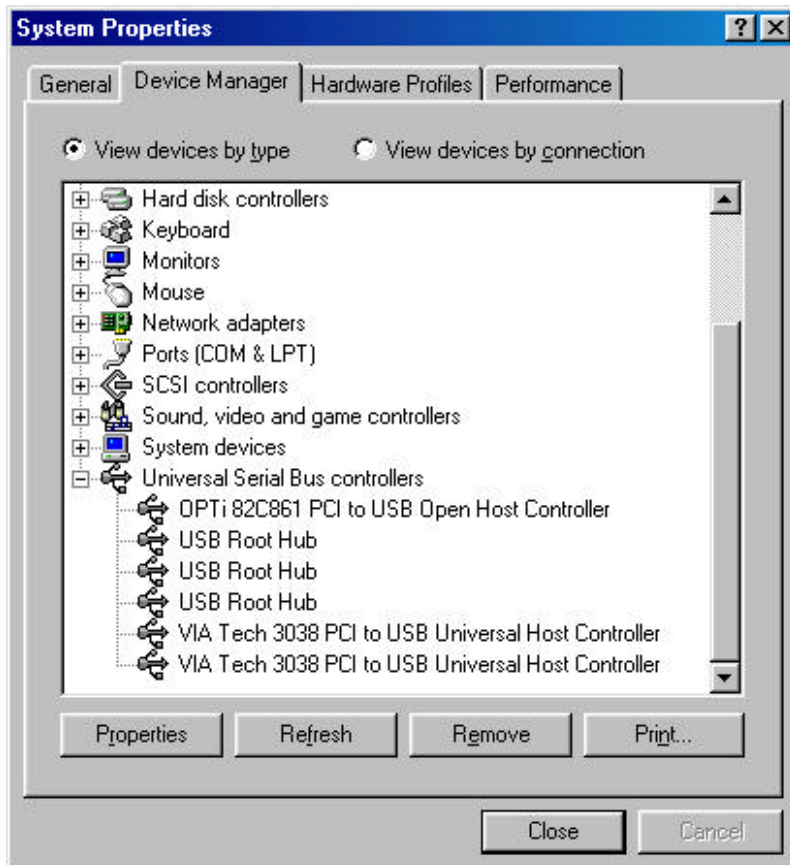 System Properties
General Device Manager Hardware Profiles Performance
View devices by type View devices by connection
Hard disk controllers
Keyboard
Monitors
Mouse
Network adapters
Ports (COM & LPT)
SCSI controllers
Sound, video and game controllers
System devices
Universal Serial Bus controllers
OPTi 82C861 PCI to USB Open Host Controller
USB Root Hub
USB Root Hub
USB Root Hub
VIA Tech 3038 PCI to USB Universal Host Controller
VIA Tech 3038 PCI to USB Universal Host Controller
Properties Refresh Remove Print...
Close Cancel